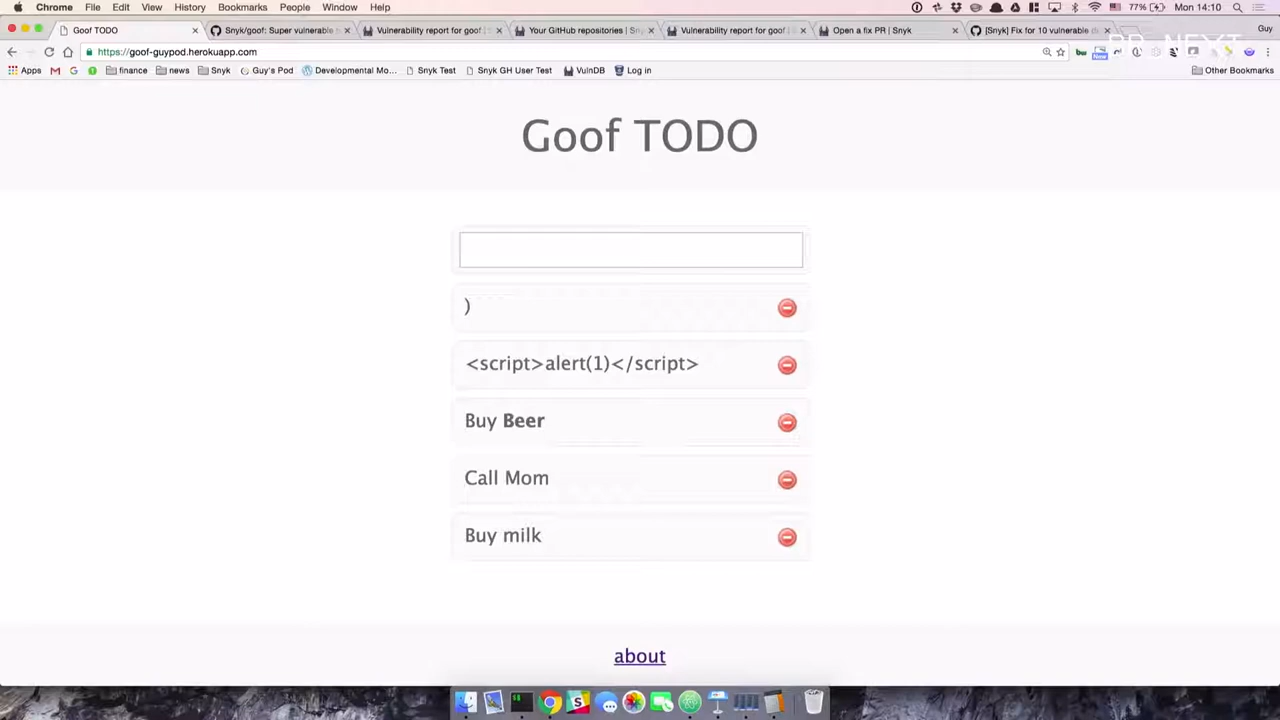 Chrome File Edit View History Bookmarks People Window Help 77% Mon 14:10
Goof TODO Snyk/goof: Super vulnerable Vulnerability report for goof | Your GitHub repositories | Sn Vulnerability report for goof | Open a fix PR | Snyk [Snyk] Fix for 10 vulnerable d Guy
https://goof-guypod.herokuapp.com
NEXT
Apps finance news Snyk Guy's Pod Developmental Mo... Snyk Test Snyk GH User Test VulnDB Log in Other Bookmarks
Goof TODO
)
<script>alert(1)</script>
Buy Beer
Call Mom
Buy milk
about